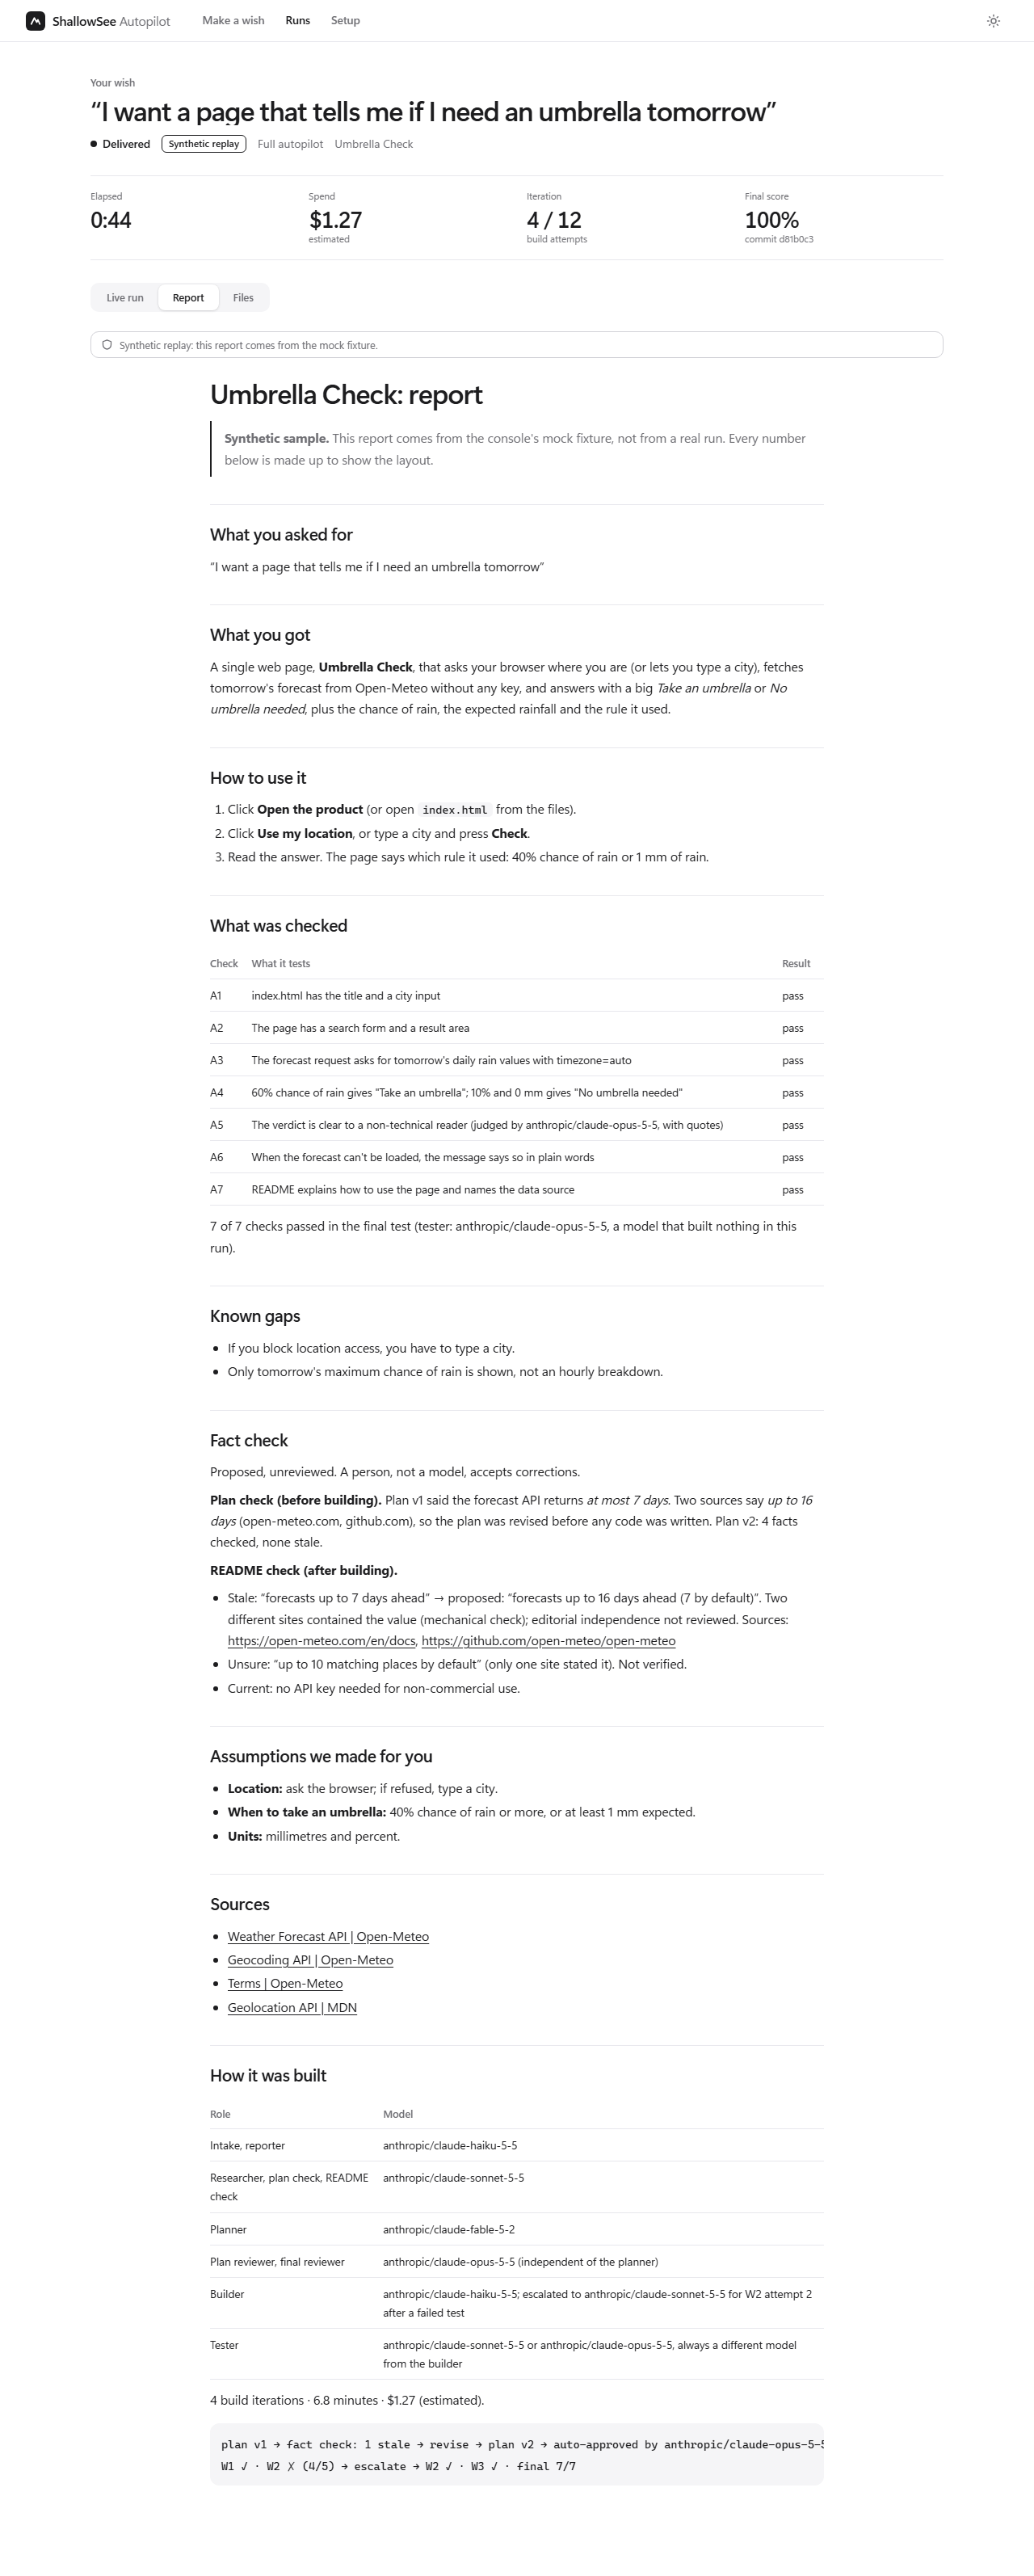 ShallowSee Autopilot Make a wish Runs Setup
Your wish
“I want a page that tells me if I need an umbrella tomorrow”
Delivered Synthetic replay Full autopilot Umbrella Check
Elapsed Spend Iteration Final score
0:44 $1.27 4 / 12 100%
estimated build attempts commit d81b0c3
Live run Report Files
Synthetic replay: this report comes from the mock fixture.
Umbrella Check: report
Synthetic sample. This report comes from the console's mock fixture, not from a real run. Every number
below is made up to show the layout.
What you asked for
“I want a page that tells me if I need an umbrella tomorrow”
What you got
A single web page, Umbrella Check, that asks your browser where you are (or lets you type a city), fetches
tomorrow's forecast from Open-Meteo without any key, and answers with a big Take an umbrella or No
umbrella needed, plus the chance of rain, the expected rainfall and the rule it used.
How to use it
1. Click Open the product (or open index.html from the files).
2. Click Use my location, or type a city and press Check.
3. Read the answer. The page says which rule it used: 40% chance of rain or 1 mm of rain.
What was checked
Check What it tests Result
A1 index.html has the title and a city input pass
A2 The page has a search form and a result area pass
A3 The forecast request asks for tomorrow's daily rain values with timezone=auto pass
A4 60% chance of rain gives "Take an umbrella"; 10% and 0 mm gives "No umbrella needed" pass
A5 The verdict is clear to a non-technical reader (judged by anthropic/claude-opus-5-5, with quotes) pass
A6 When the forecast can't be loaded, the message says so in plain words pass
A7 README explains how to use the page and names the data source pass
7 of 7 checks passed in the final test (tester: anthropic/claude-opus-5-5, a model that built nothing in this
run).
Known gaps
• If you block location access, you have to type a city.
• Only tomorrow's maximum chance of rain is shown, not an hourly breakdown.
Fact check
Proposed, unreviewed. A person, not a model, accepts corrections.
Plan check (before building). Plan v1 said the forecast API returns at most 7 days. Two sources say up to 16
days (open-meteo.com, github.com), so the plan was revised before any code was written. Plan v2: 4 facts
checked, none stale.
README check (after building).
• Stale: “forecasts up to 7 days ahead” → proposed: “forecasts up to 16 days ahead (7 by default)”. Two
different sites contained the value (mechanical check); editorial independence not reviewed. Sources:
https://open-meteo.com/en/docs, https://github.com/open-meteo/open-meteo
• Unsure: “up to 10 matching places by default” (only one site stated it). Not verified.
• Current: no API key needed for non-commercial use.
Assumptions we made for you
• Location: ask the browser; if refused, type a city.
• When to take an umbrella: 40% chance of rain or more, or at least 1 mm expected.
• Units: millimetres and percent.
Sources
• Weather Forecast API | Open-Meteo
• Geocoding API | Open-Meteo
• Terms | Open-Meteo
• Geolocation API | MDN
How it was built
Role Model
Intake, reporter anthropic/claude-haiku-5-5
Researcher, plan check, README anthropic/claude-sonnet-5-5
check
Planner anthropic/claude-fable-5-2
Plan reviewer, final reviewer anthropic/claude-opus-5-5 (independent of the planner)
Builder anthropic/claude-haiku-5-5; escalated to anthropic/claude-sonnet-5-5 for W2 attempt 2
after a failed test
Tester anthropic/claude-sonnet-5-5 or anthropic/claude-opus-5-5, always a different model
from the builder
4 build iterations · 6.8 minutes · $1.27 (estimated).
plan v1 → fact check: 1 stale → revise → plan v2 → auto-approved by anthropic/claude-opus-5-5
W1 ✓ · W2 ✗ (4/5) → escalate → W2 ✓ · W3 ✓ · final 7/7